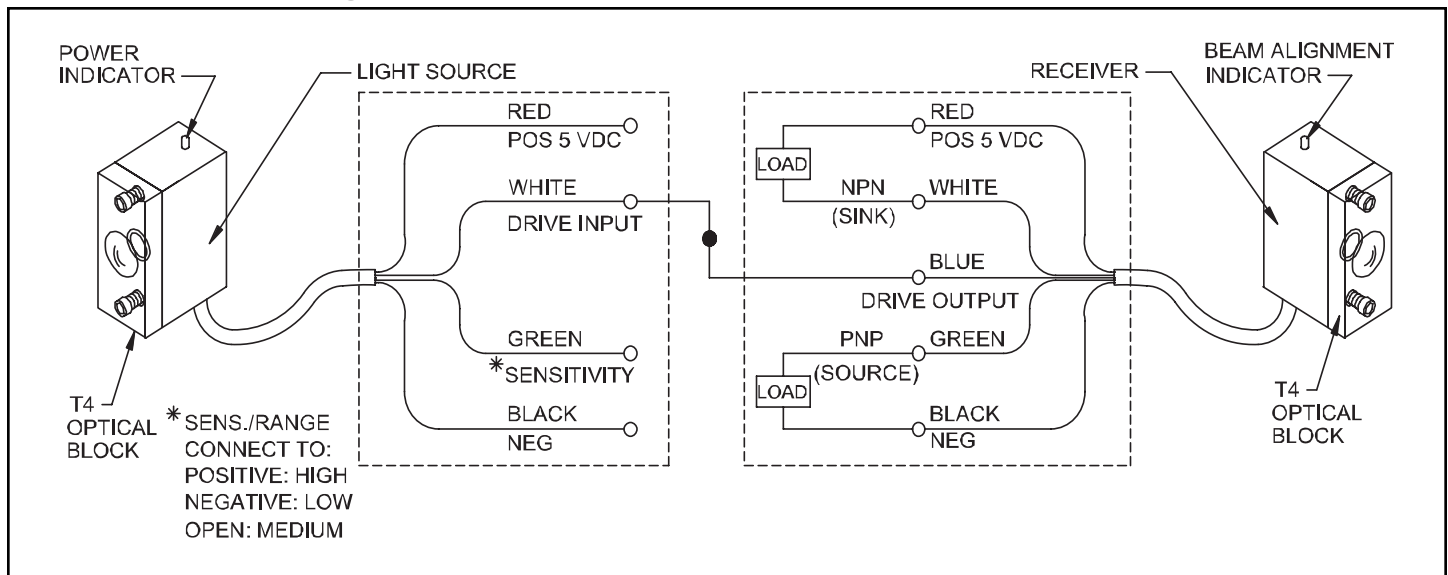 POWER
INDICATOR
LIGHT SOURCE
RECEIVER
BEAM ALIGNMENT
INDICATOR
RED
POS 5 VDC
WHITE
DRIVE INPUT
GREEN
*SENSITIVITY
BLACK
NEG
RED
POS 5 VDC
LOAD
NPN
(SINK)
WHITE
BLUE
DRIVE OUTPUT
PNP
(SOURCE)
GREEN
LOAD
BLACK
NEG
T4
OPTICAL
BLOCK
* SENS./RANGE
CONNECT TO:
POSITIVE: HIGH
NEGATIVE: LOW
OPEN: MEDIUM
T4
OPTICAL
BLOCK